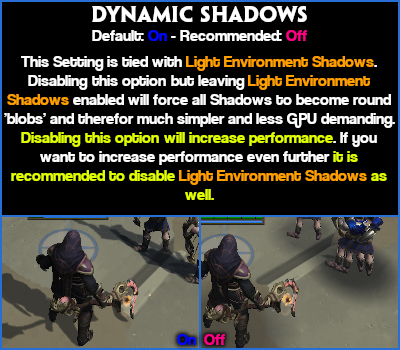 DYNAMIC SHADOWS
Default: On - Recommended: Off
This Setting is tied with Light Environment Shadows.
Disabling this option but leaving Light Environment
Shadows enabled will force all Shadows to become round
'blobs' and therefor much simpler and less GPU demanding.
Disabling this option will increase performance. If you
want to increase performance even further it is
recommended to disable Light Environment Shadows as
well.
On Off